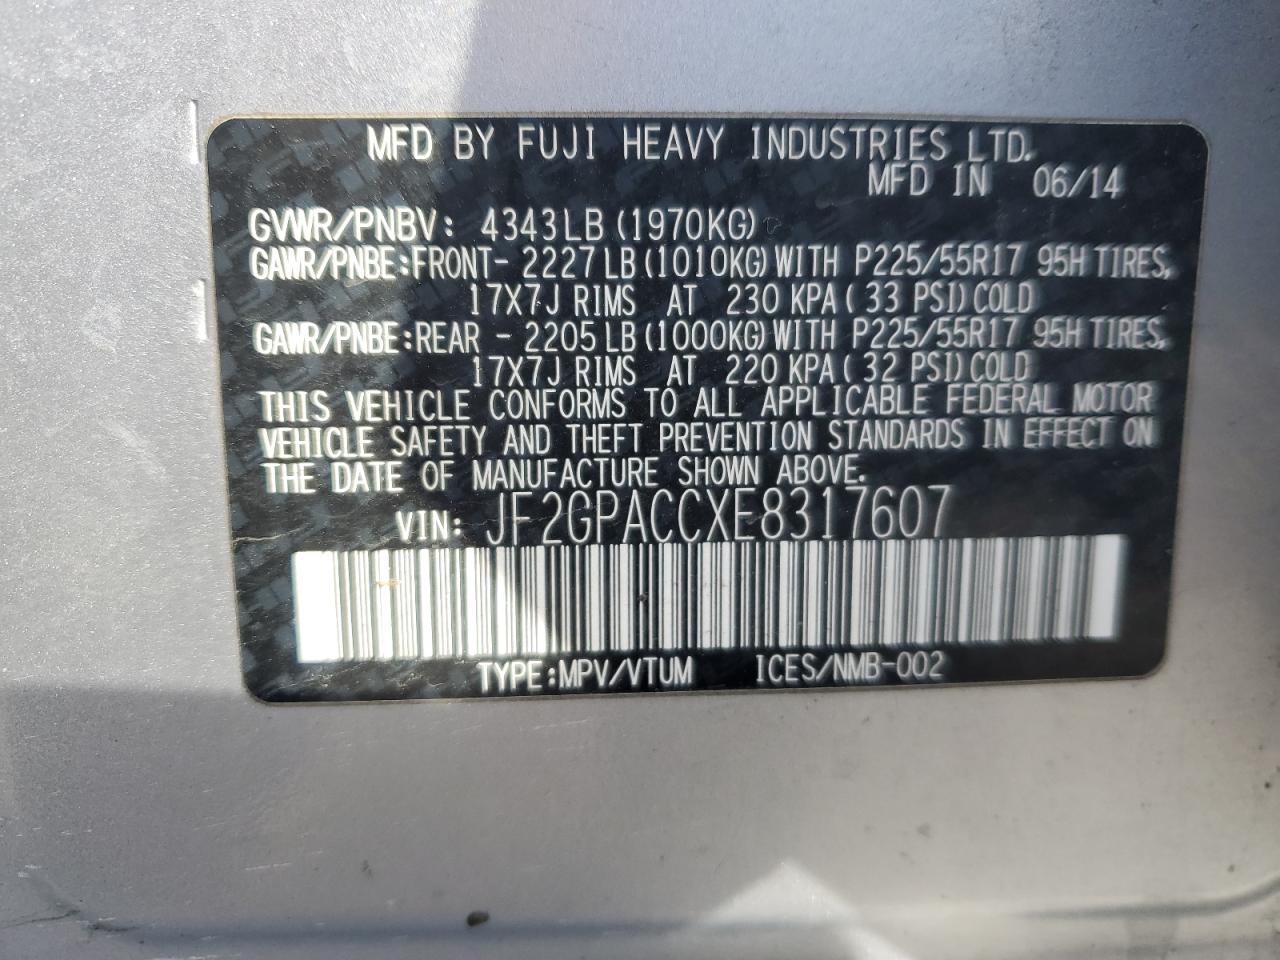 MFD BY FUJI HEAVY INDUSTRIES LTD.
MFD IN 06/14
GVWR/PNBV: 4343LB (1970KG)
GAWR/PNBE:FRONT- 2227LB(1010KG)WITH P225/55R17 95H TIRES,
17X7J RIMS AT 230 KPA( 33 PSI)COLD
GAWR/PNBE:REAR - 2205LB(1000KG)WITH P225/55R17 95H TIRES,
17X7J RIMS AT 220 KPA( 32 PSI)COLD
THIS VEHICLE CONFORMS TO ALL APPLICABLE FEDERAL MOTOR
VEHICLE SAFETY AND THEFT PREVENTION STANDARDS IN EFFECT ON
THE DATE OF MANUFACTURE SHOWN ABOVE.
VIN: JF2GPACCXE8317607
TYPE:MPV/VTUM ICES/NMB-002